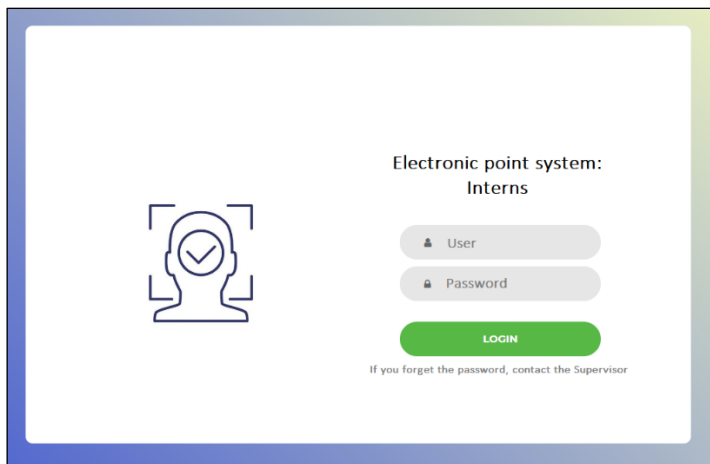 Electronic point system:
Interns
User
Password
LOGIN
If you forget the password, contact the Supervisor